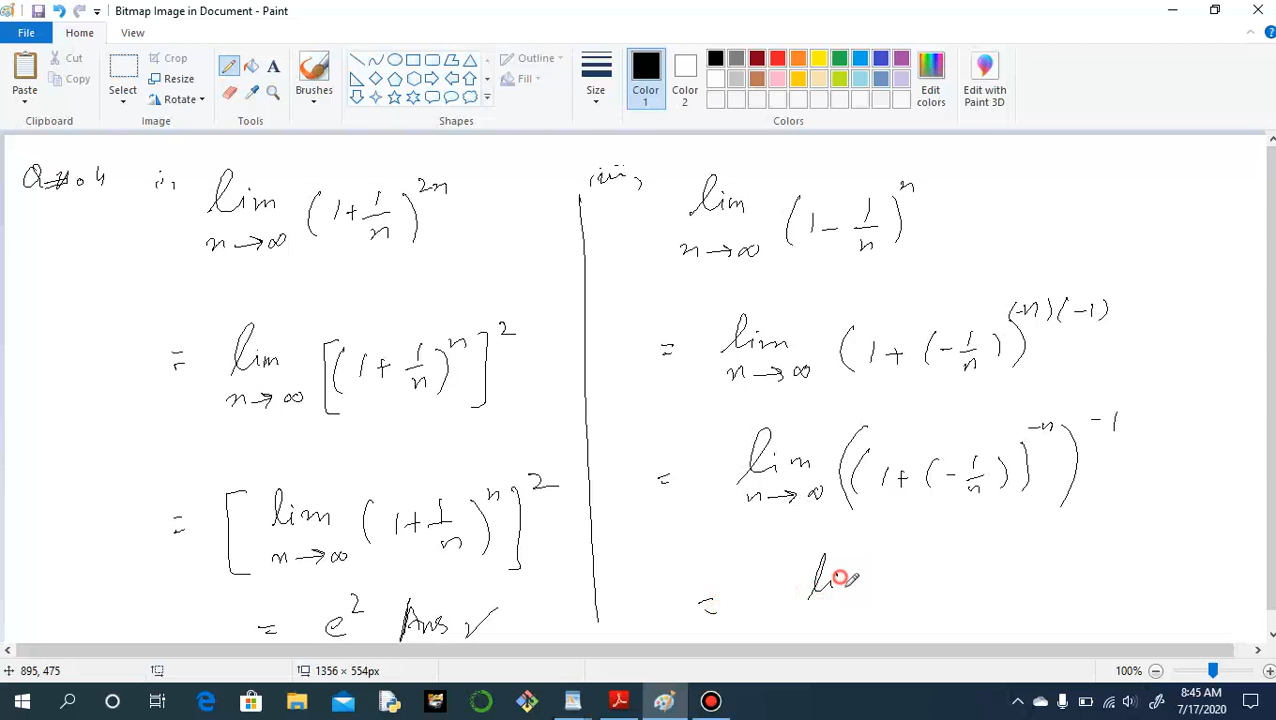 Bitmap Image in Document - Paint
File Home View
Paste Cut Copy Clipboard
Select Crop Resize Rotate Image
Tools
Brushes
Shapes Outline Fill
Size
Color 1 Color 2 Edit colors Colors
Edit with Paint 3D
Q no. 4
i,
lim n→∞ (1+1/n)^2n
= lim n→∞ [(1+1/n)^n]^2
= [lim n→∞ (1+1/n)^n]^2
= e^2 Ans ✓
iii,
lim n→∞ (1-1/n)^n
= lim n→∞ (1+(-1/n))^(-n)(-1)
= lim n→∞ ((1+(-1/n))^-n)^-1
= lim
895, 475 1356 × 554px 100%
8:45 AM
7/17/2020